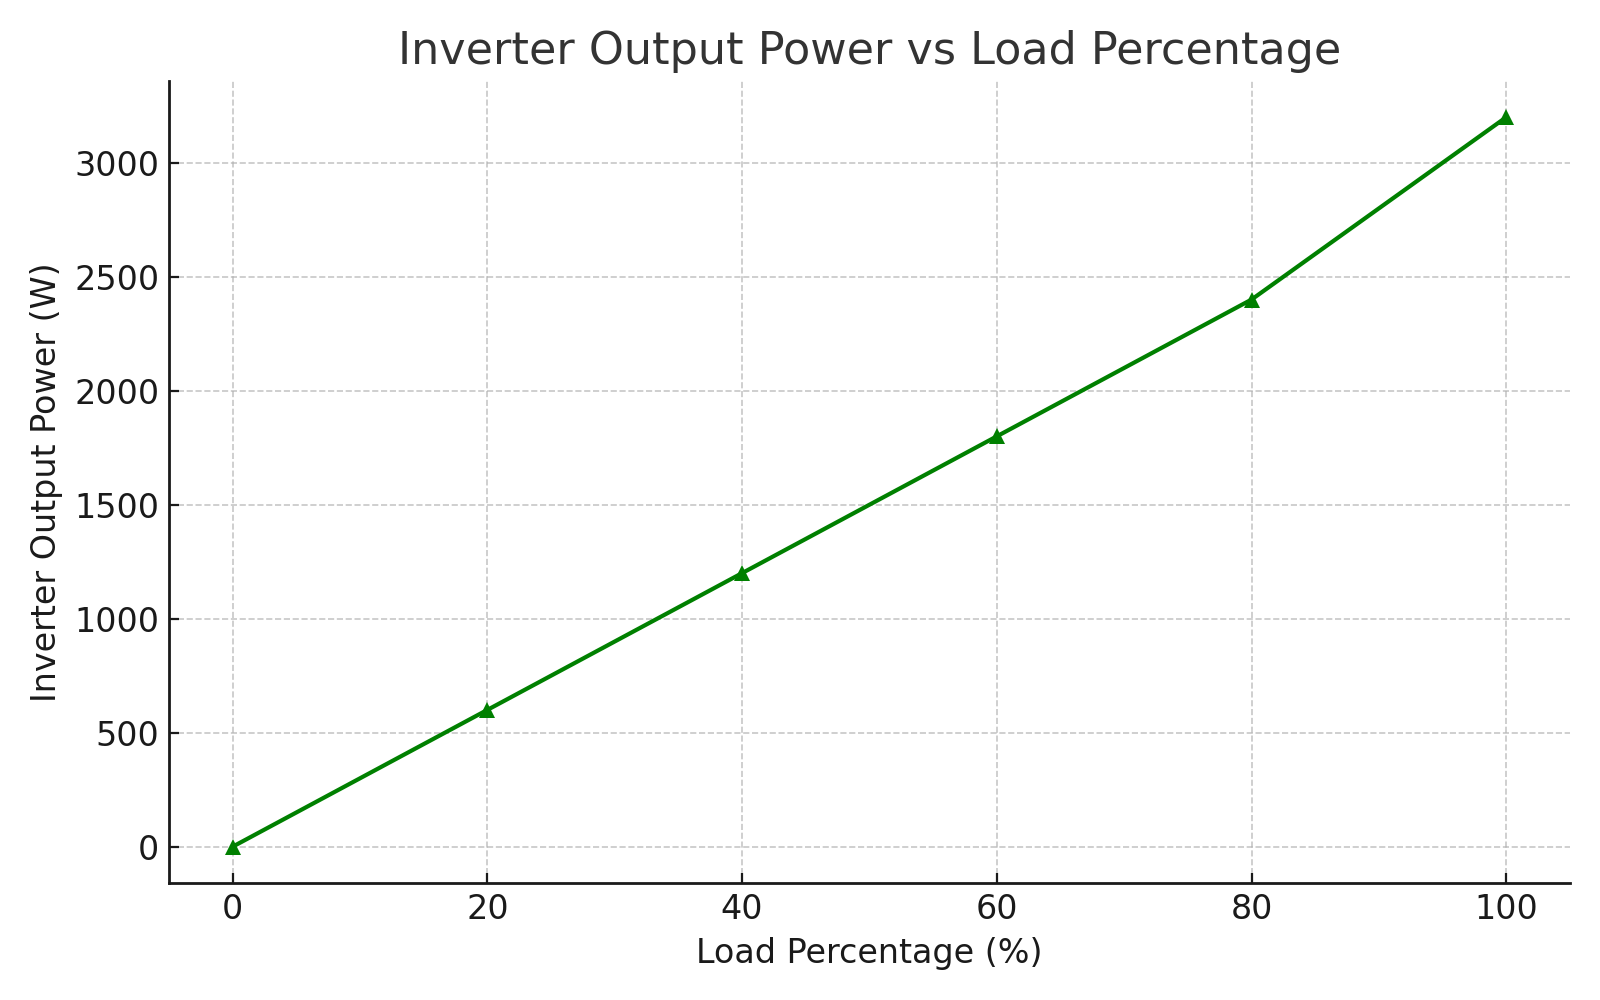 Inverter Output Power vs Load Percentage
Inverter Output Power (W)
3000
2500
2000
1500
1000
500
0
0 20 40 60 80 100
Load Percentage (%)